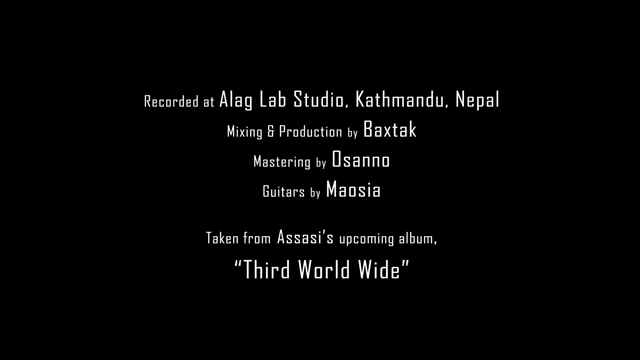 Recorded at Alag Lab Studio, Kathmandu, Nepal
Mixing & Production by Baxtak
Mastering by Osanno
Guitars by Maosia
Taken from Assasi's upcoming album,
“Third World Wide”